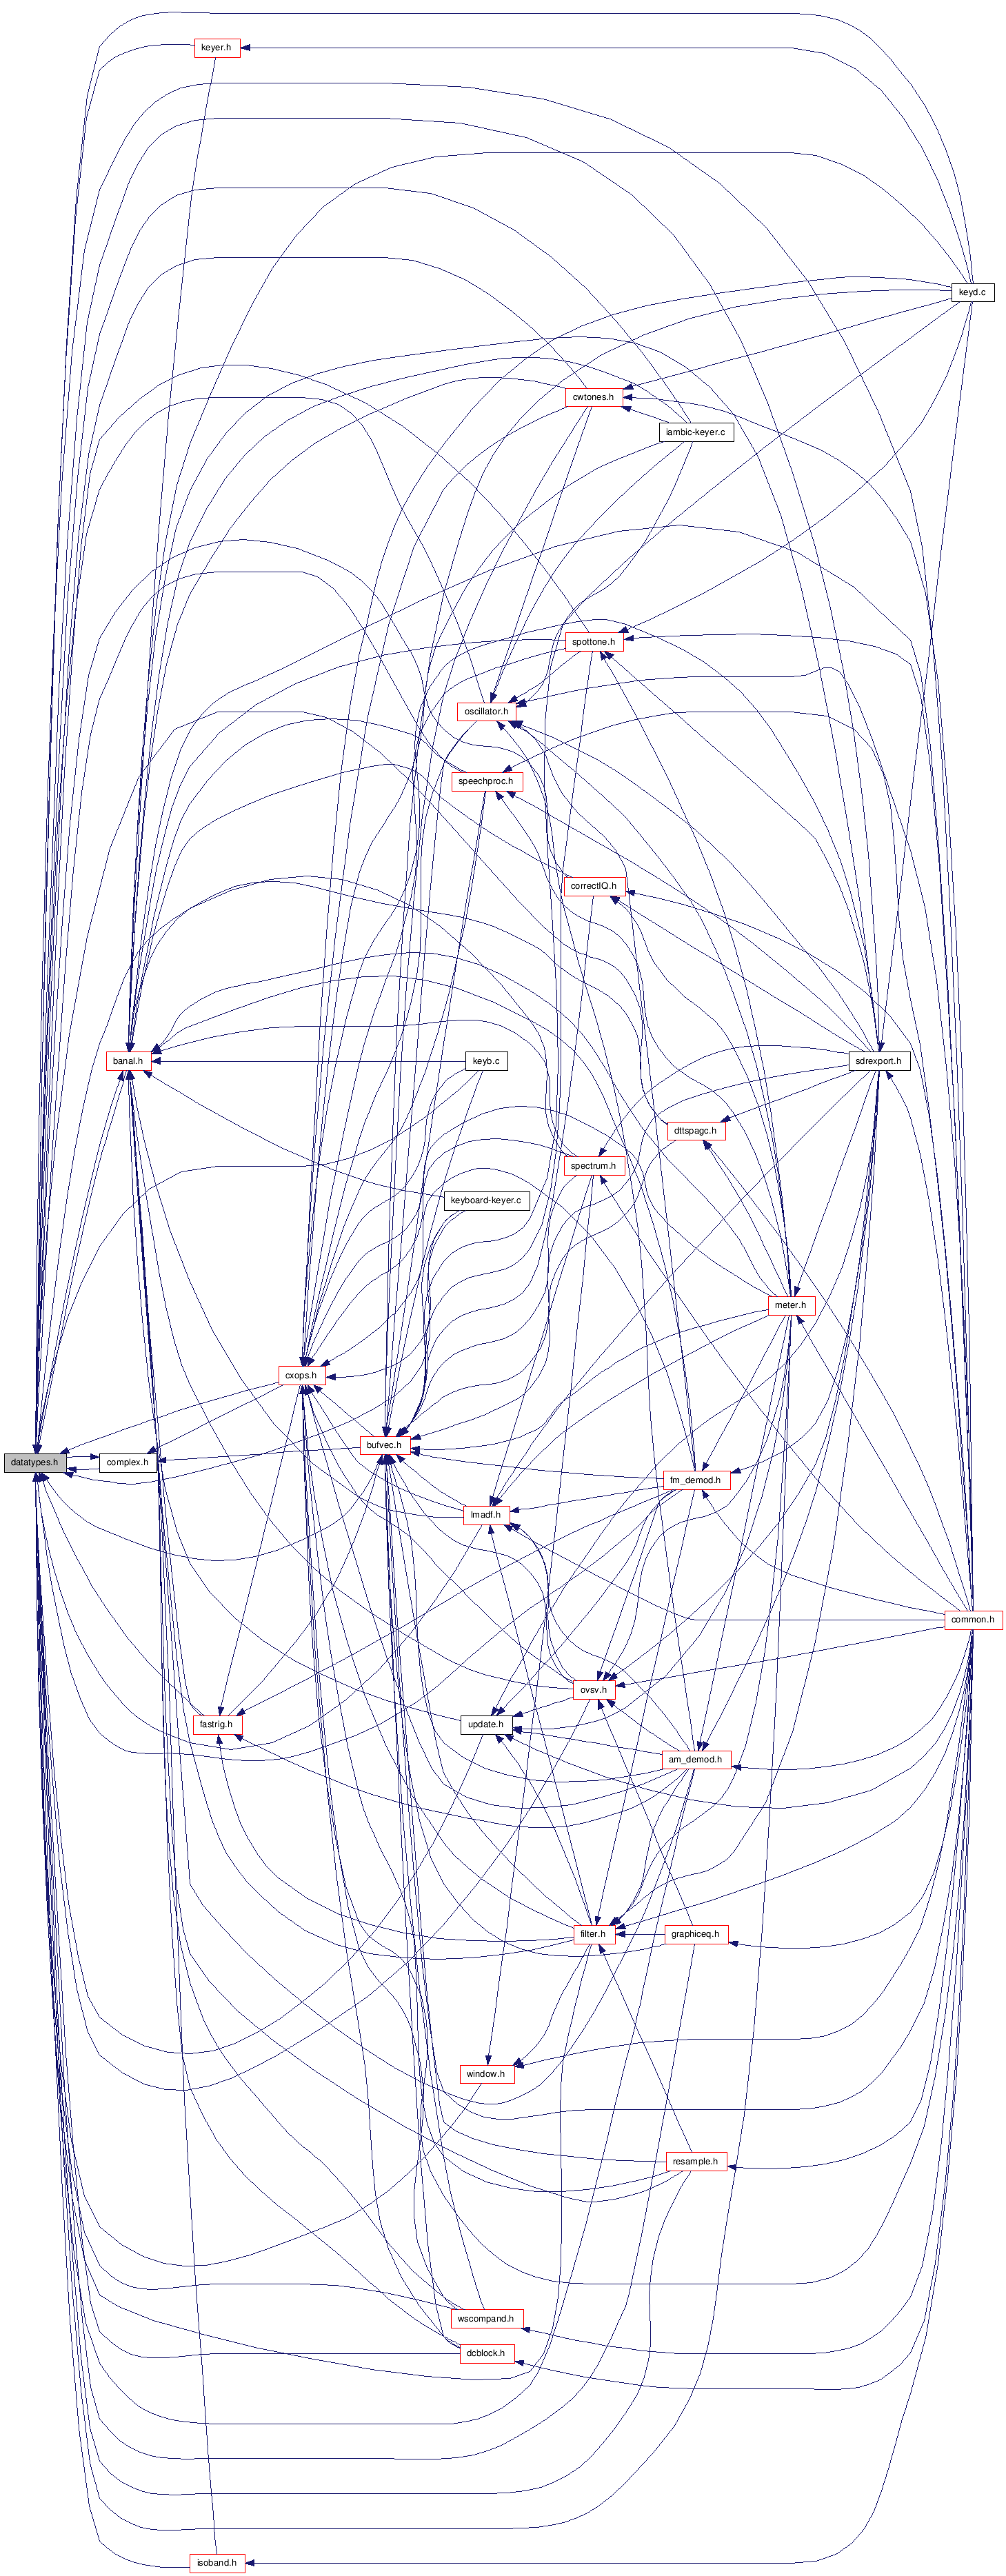 keyer.h
keyd.c
cwtones.h
iambic-keyer.c
spottone.h
oscillator.h
speechproc.h
correctIQ.h
banal.h
keyb.c
sdrexport.h
dttspagc.h
spectrum.h
keyboard-keyer.c
meter.h
cxops.h
bufvec.h
datatypes.h
complex.h
fm_demod.h
lmadf.h
common.h
ovsv.h
fastrig.h
update.h
am_demod.h
filter.h
graphiceq.h
window.h
resample.h
wscompand.h
dcblock.h
isoband.h